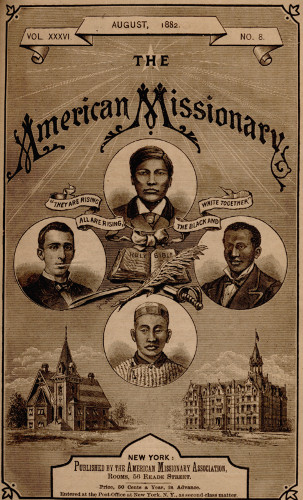 AUGUST, 1882.
VOL. XXXVI
NO. 8.
THE
American Missionary
"THEY ARE RISING
ALL ARE RISING,
THE BLACK AND
WHITE TOGETHER"
HOLY BIBLE
NEW YORK:
PUBLISHED BY THE AMERICAN MISSIONARY ASSOCIATION,
ROOMS, 56 READE STREET.
Price, 50 Cents a Year, in Advance.
Entered at the Post-Office at New York, N.Y., as second-class matter.